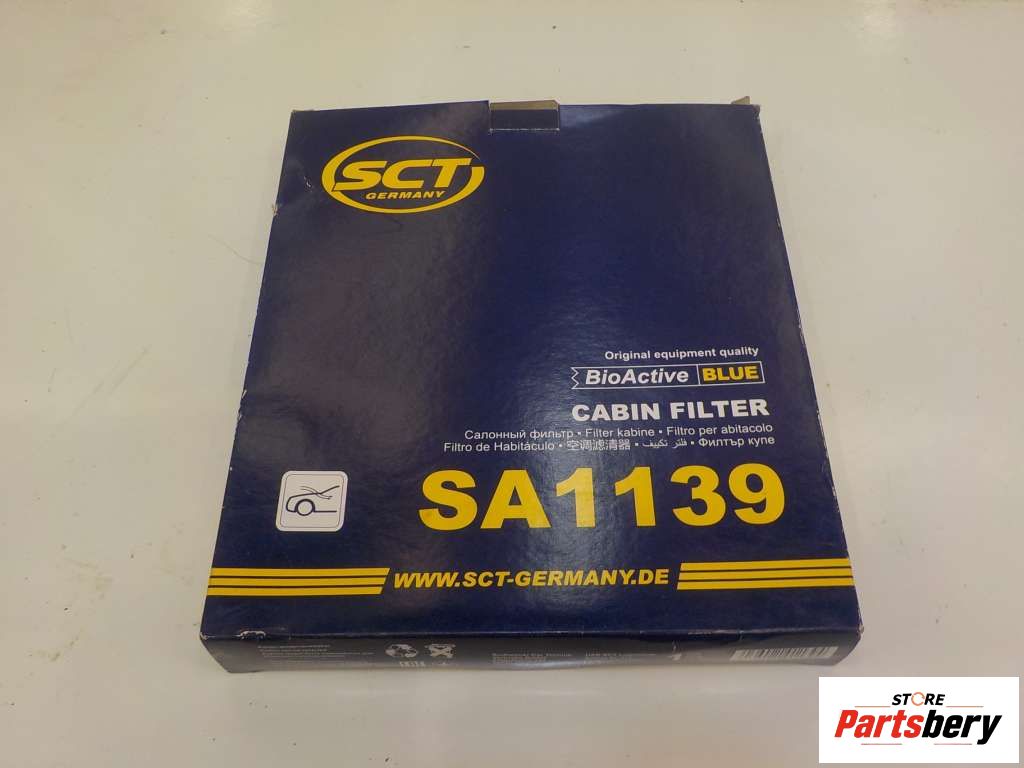 SCT
GERMANY
Original equipment quality
BioActive BLUE
CABIN FILTER
Салонный фильтр • Filter kabine • Filtro per abitacolo
Filtro de Habitáculo • 空调滤清器 • فلتر تكييف • Филтър купе
SA1139
WWW.SCT-GERMANY.DE
STORE
Partsbery